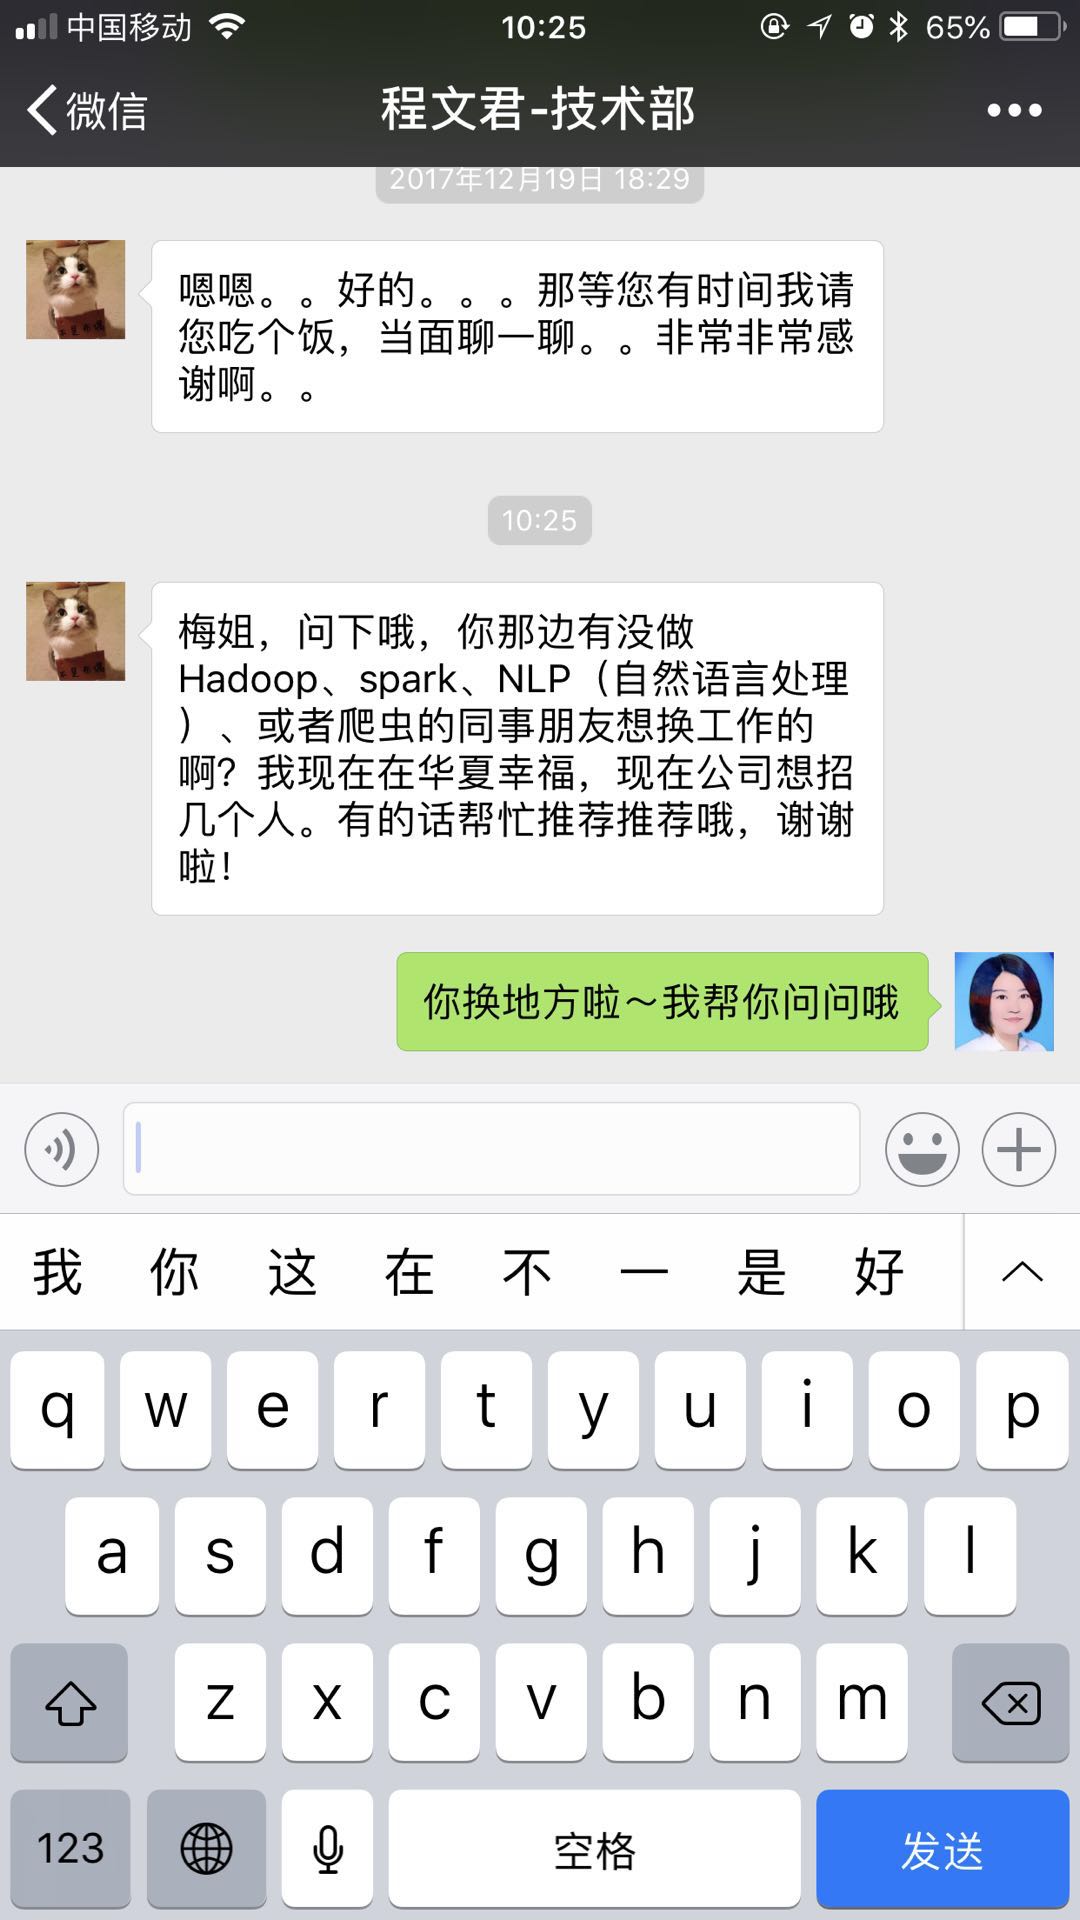 中国移动 10:25 65%
微信 程文君-技术部
2017年12月19日 18:29
嗯嗯。。好的。。。那等您有时间我请
您吃个饭，当面聊一聊。。非常非常感
谢啊。。
10:25
梅姐，问下哦，你那边有没做
Hadoop、spark、NLP（自然语言处理
）、或者爬虫的同事朋友想换工作的
啊？我现在在华夏幸福，现在公司想招
几个人。有的话帮忙推荐推荐哦，谢谢
啦！
你换地方啦～我帮你问问哦
我 你 这 在 不 一 是 好
q w e r t y u i o p
a s d f g h j k l
z x c v b n m
123 空格 发送